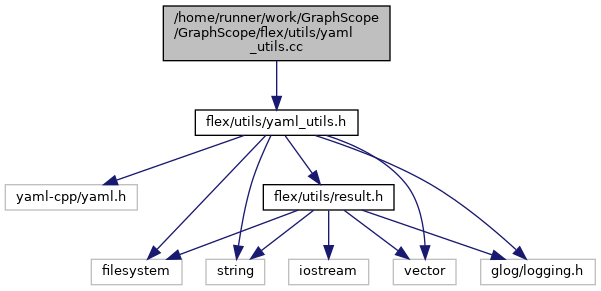 /home/runner/work/GraphScope
/GraphScope/flex/utils/yaml
_utils.cc
flex/utils/yaml_utils.h
yaml-cpp/yaml.h
flex/utils/result.h
filesystem
string
iostream
vector
glog/logging.h